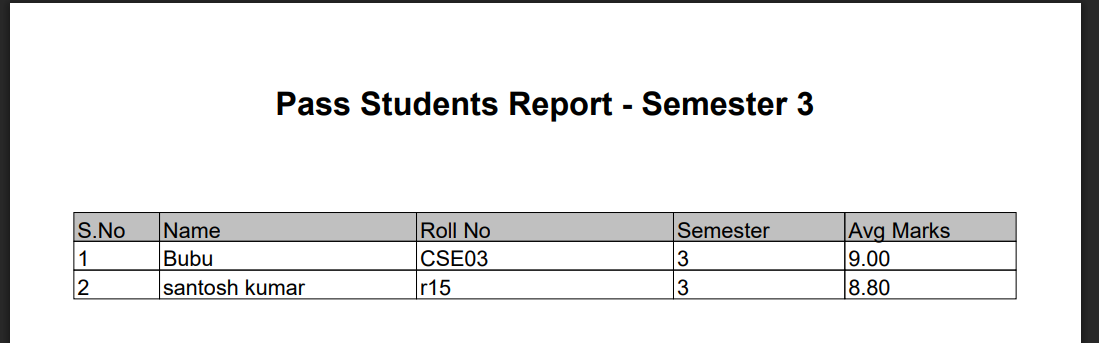 Pass Students Report - Semester 3
S.No Name Roll No Semester Avg Marks
1 Bubu CSE03 3 9.00
2 santosh kumar r15 3 8.80